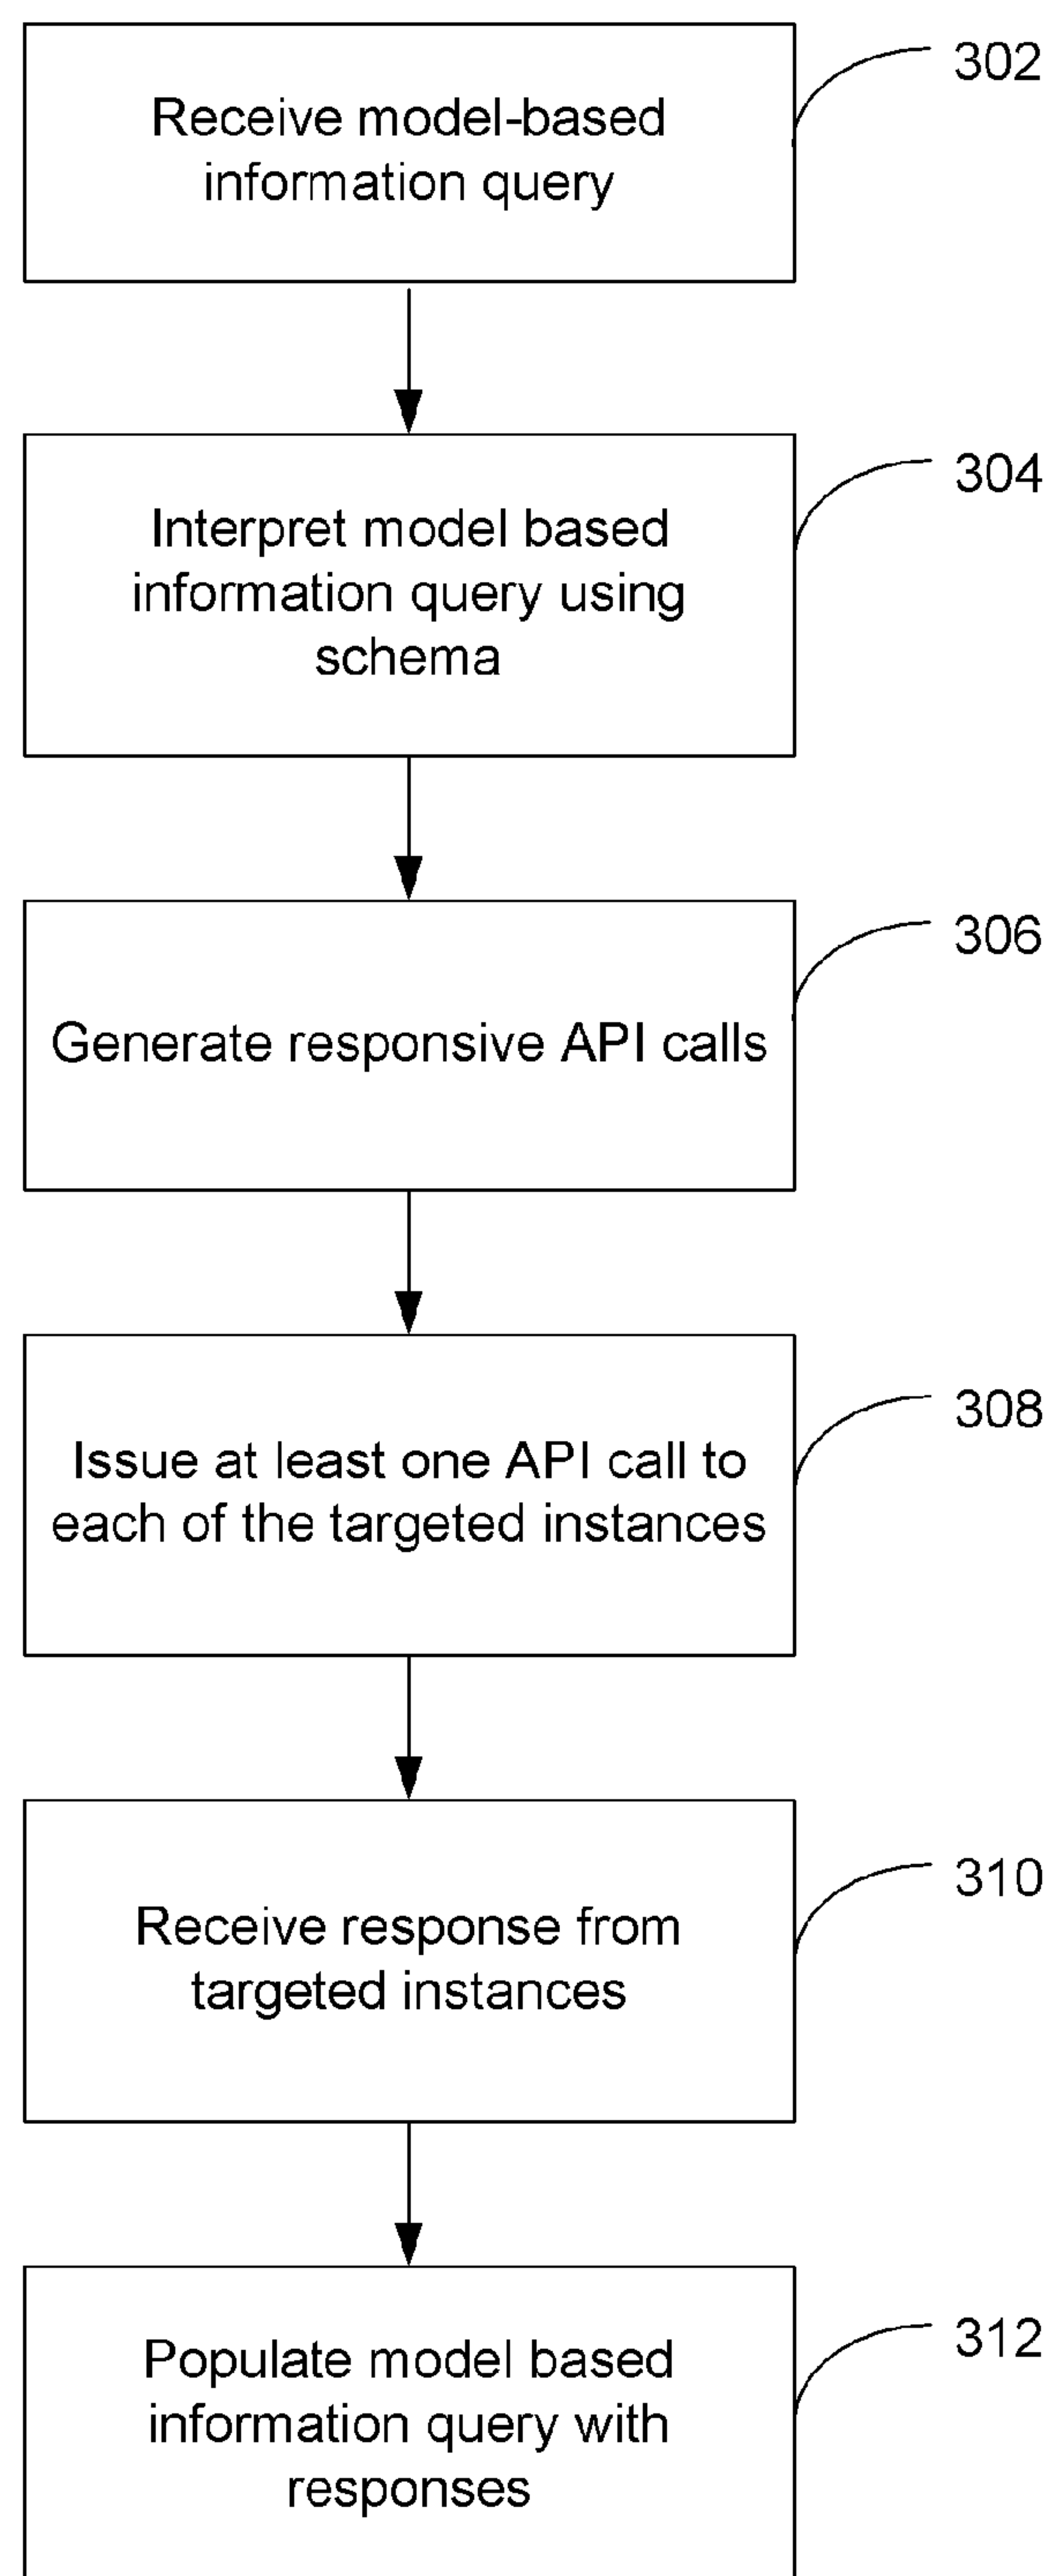 Receive model-based
information query
302
Interpret model based
information query using
schema
304
Generate responsive API calls
306
Issue at least one API call to
each of the targeted instances
308
Receive response from
targeted instances
310
Populate model based
information query with
responses
312